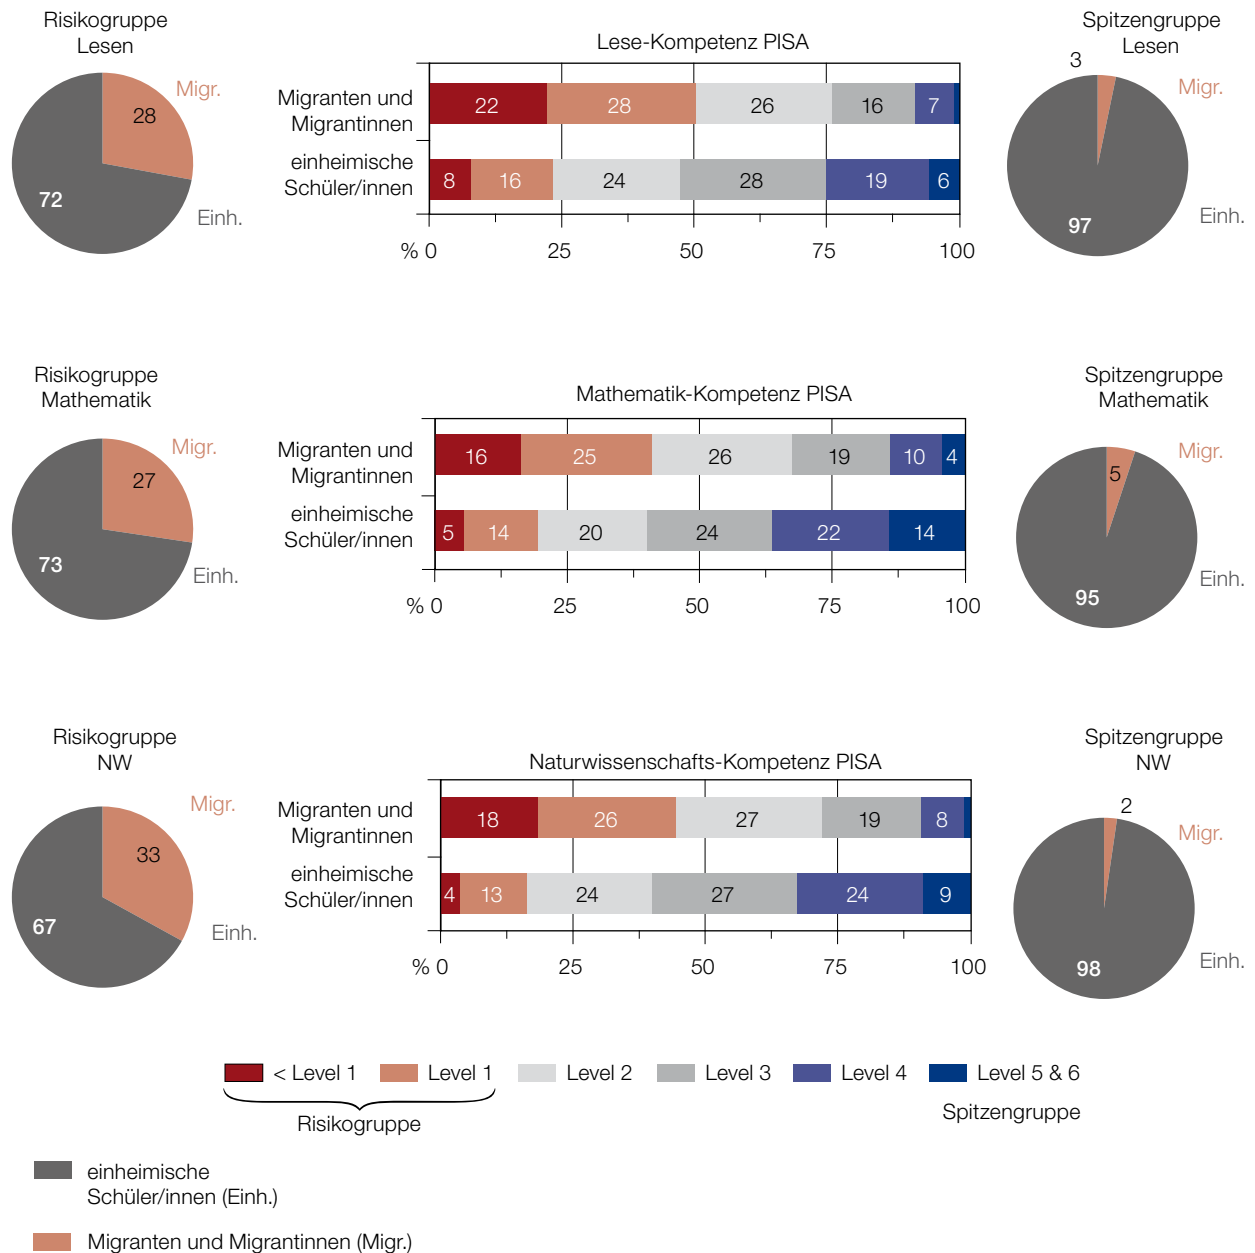 Risikogruppe
Lesen
Migr.
28
72
Einh.
Lese-Kompetenz PISA
Migranten und
Migrantinnen
22 28 26 16 7
einheimische
Schüler/innen
8 16 24 28 19 6
% 0 25 50 75 100
Spitzengruppe
Lesen
3
Migr.
97
Einh.
Risikogruppe
Mathematik
Migr.
27
73
Einh.
Mathematik-Kompetenz PISA
Migranten und
Migrantinnen
16 25 26 19 10 4
einheimische
Schüler/innen
5 14 20 24 22 14
% 0 25 50 75 100
Spitzengruppe
Mathematik
Migr.
5
95
Einh.
Risikogruppe
NW
Migr.
33
67
Einh.
Naturwissenschafts-Kompetenz PISA
Migranten und
Migrantinnen
18 26 27 19 8
einheimische
Schüler/innen
4 13 24 27 24 9
% 0 25 50 75 100
Spitzengruppe
NW
2
Migr.
98
Einh.
< Level 1 Level 1 Level 2 Level 3 Level 4 Level 5 & 6
Risikogruppe
Spitzengruppe
einheimische
Schüler/innen (Einh.)
Migranten und Migrantinnen (Migr.)